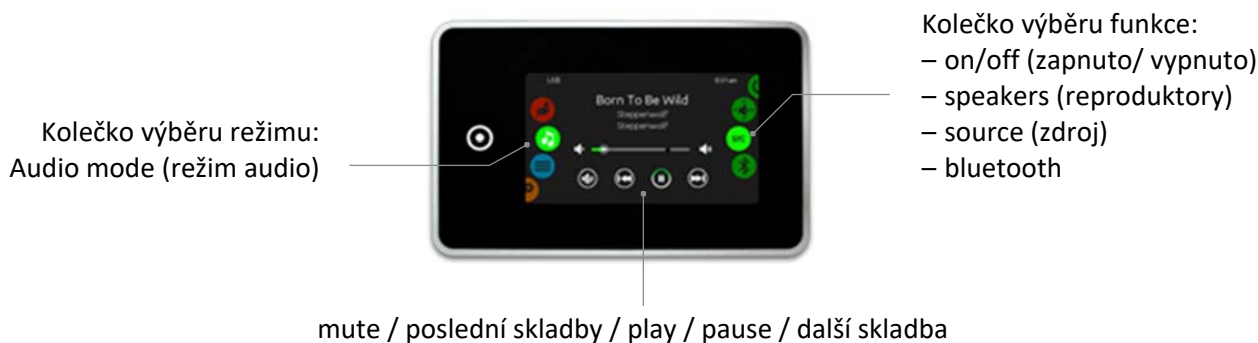 Kolečko výběru režimu:
Audio mode (režim audio)
USB
Born To Be Wild
Steppenwolf
Steppenwolf
Kolečko výběru funkce:
– on/off (zapnuto/ vypnuto)
– speakers (reproduktory)
– source (zdroj)
– bluetooth
mute / poslední skladby / play / pause / další skladba